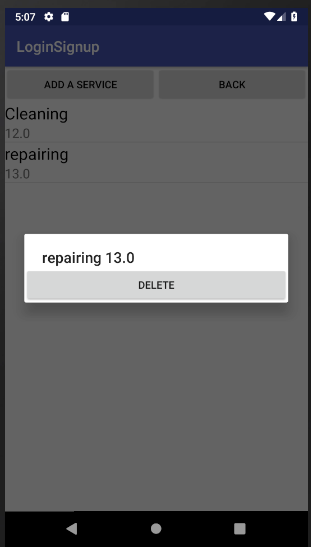 5:07
LoginSignup
ADD A SERVICE BACK
Cleaning
12.0
repairing
13.0
repairing 13.0
DELETE